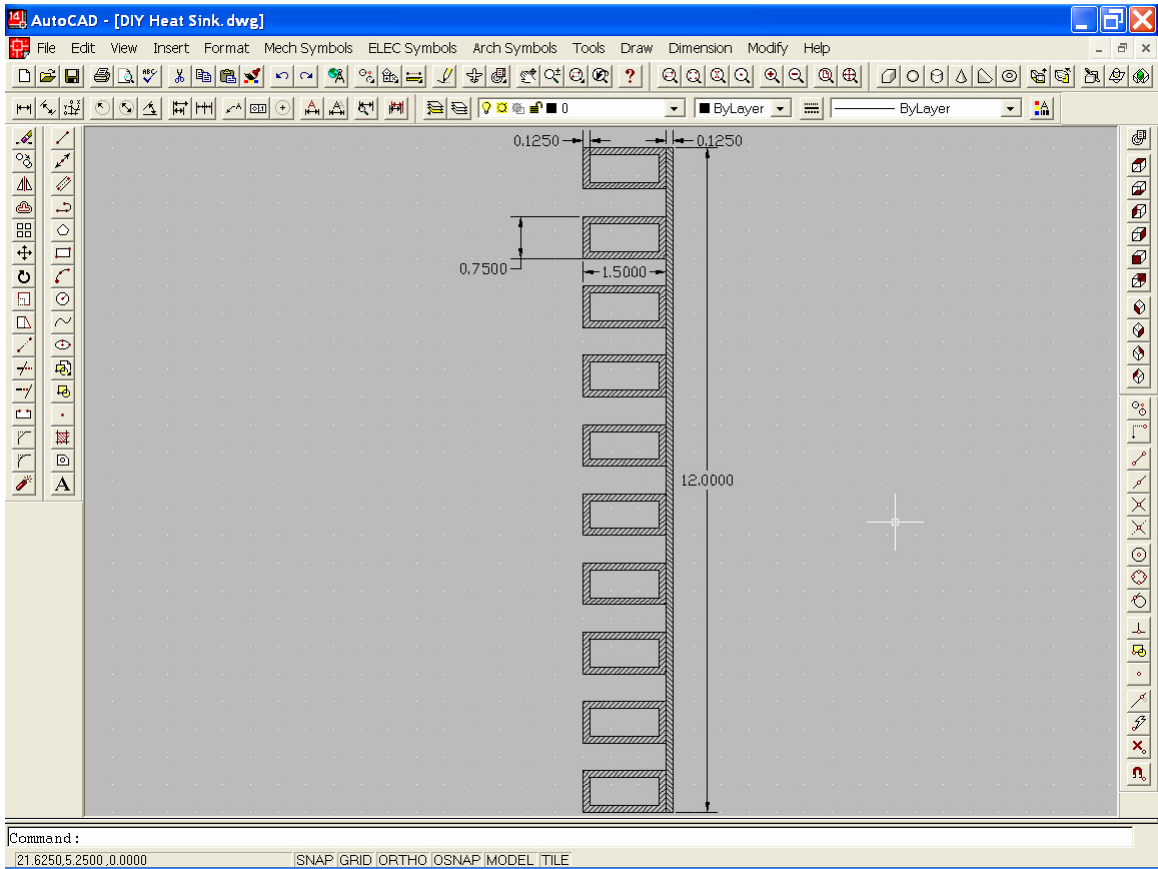 AutoCAD - [DIY Heat Sink.dwg]
File Edit View Insert Format Mech Symbols ELEC Symbols Arch Symbols Tools Draw Dimension Modify Help
0 ByLayer ByLayer
0.1250 0.1250
0.7500
1.5000
12.0000
A
Command:
21.6250,5.2500 ,0.0000 SNAP GRID ORTHO OSNAP MODEL TILE